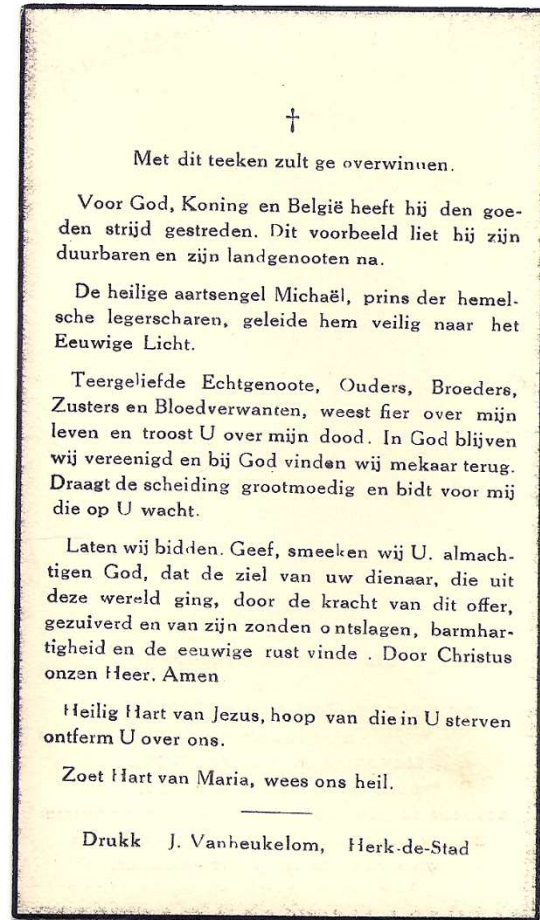 †
Met dit teeken zult ge overwinnen.
Voor God, Koning en België heeft hij den goe-
den strijd gestreden. Dit voorbeeld liet hij zijn
duurbaren en zijn landgenooten na.
De heilige aartsengel Michaël, prins der hemel-
sche legerscharen, geleide hem veilig naar het
Eeuwige Licht.
Teergeliefde Echtgenoote, Ouders, Broeders,
Zusters en Bloedverwanten, weest fier over mijn
leven en troost U over mijn dood. In God blijven
wij vereenigd en bij God vinden wij mekaar terug.
Draagt de scheiding grootmoedig en bidt voor mij
die op U wacht.
Laten wij bidden. Geef, smeeken wij U. almach-
tigen God, dat de ziel van uw dienaar, die uit
deze wereld ging, door de kracht van dit offer,
gezuiverd en van zijn zonden ontslagen, barmhar-
tigheid en de eeuwige rust vinde . Door Christus
onzen Heer. Amen
Heilig Hart van Jezus, hoop van die in U sterven
ontferm U over ons.
Zoet Hart van Maria, wees ons heil.
Drukk J. Vanheukelom, Herk-de-Stad